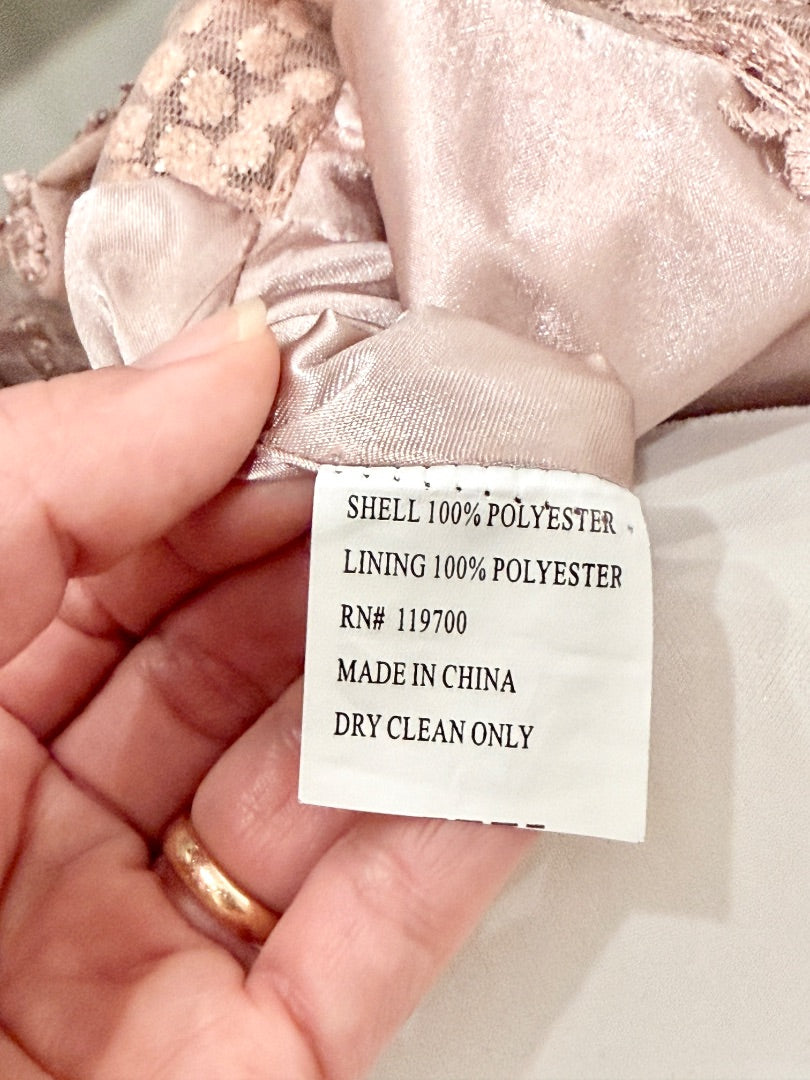 SHELL 100% POLYESTER
LINING 100% POLYESTER
RN# 119700
MADE IN CHINA
DRY CLEAN ONLY